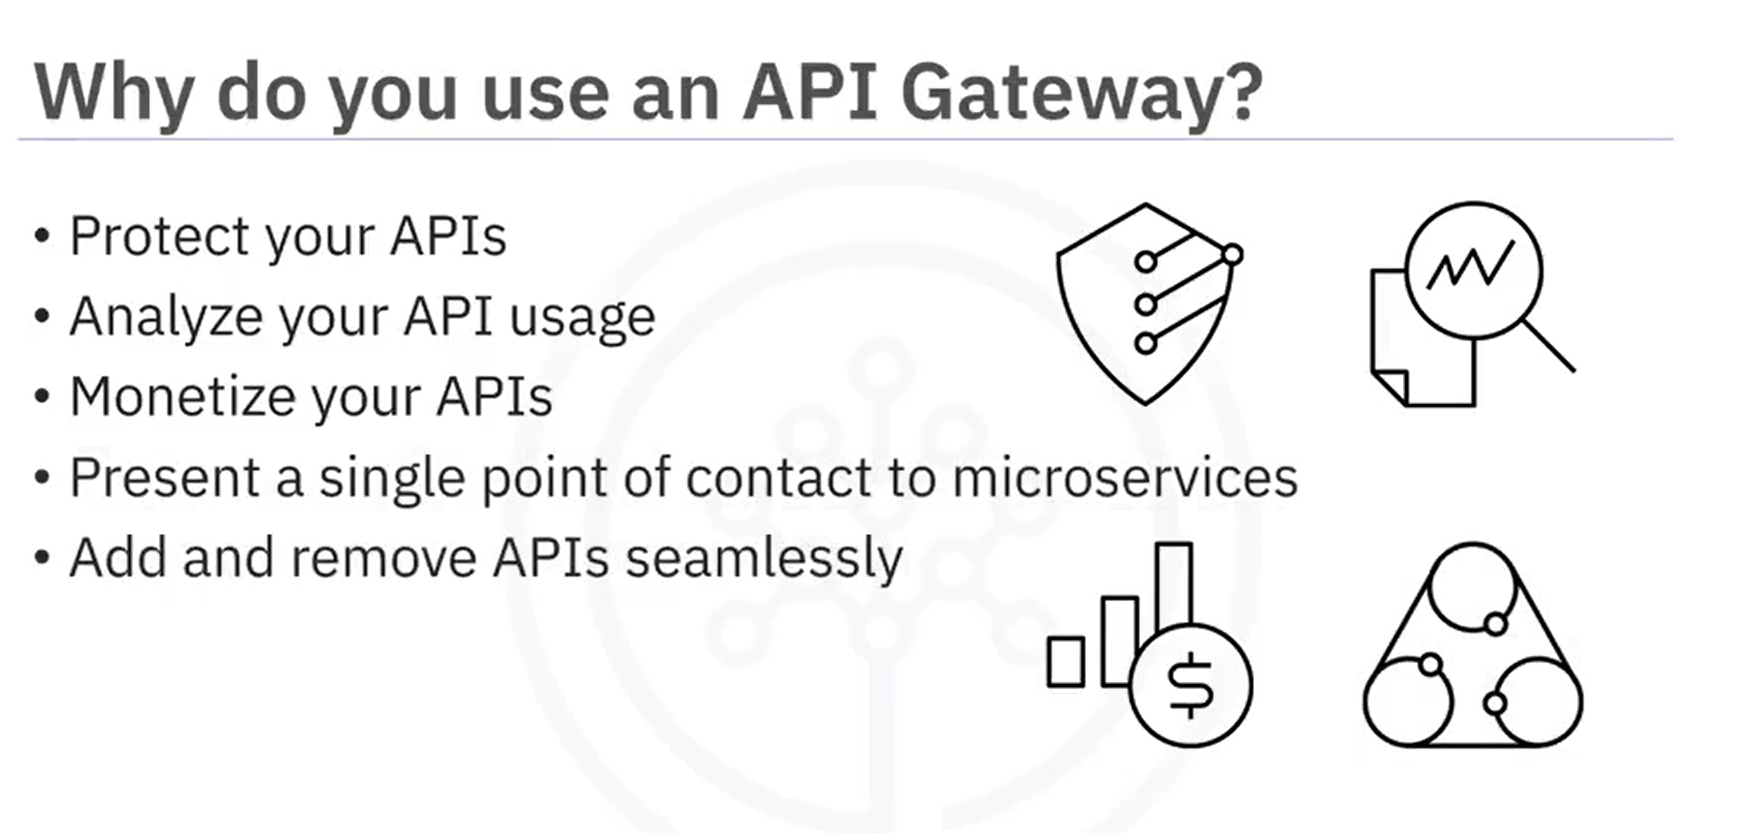 Why do you use an API Gateway?
• Protect your APIs
• Analyze your API usage
• Monetize your APIs
• Present a single point of contact to microservices
• Add and remove APIs seamlessly
$